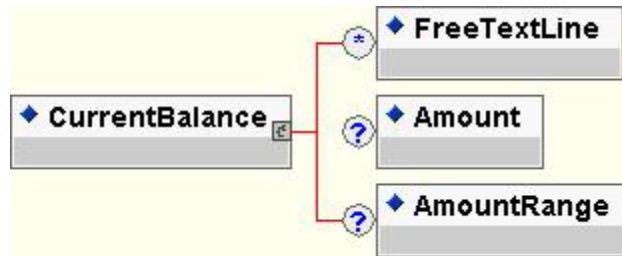 FreeTextLine
*
CurrentBalance
? Amount
? AmountRange